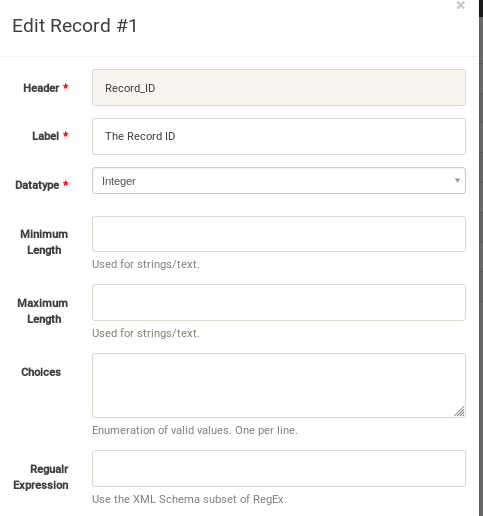 ×
Edit Record #1
Header *
Record_ID
Label *
The Record ID
Datatype *
Integer
Minimum
Length
Used for strings/text.
Maximum
Length
Used for strings/text.
Choices
Enumeration of valid values. One per line.
Regualr
Expression
Use the XML Schema subset of RegEx.